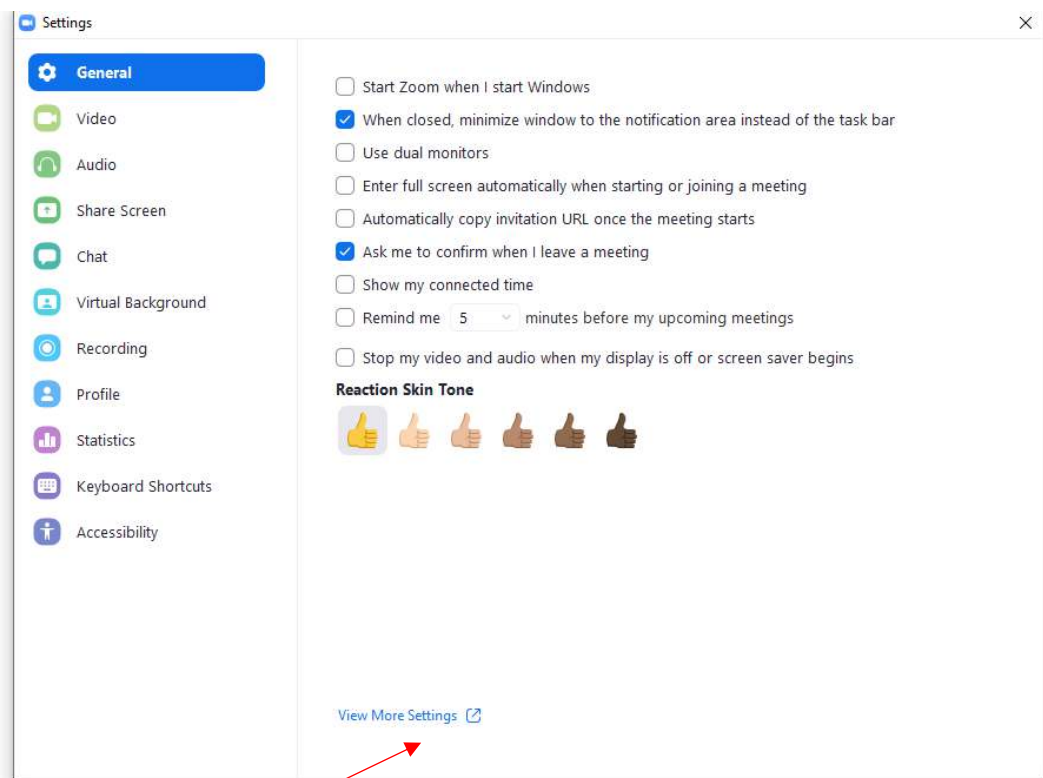 Settings
General
Video
Audio
Share Screen
Chat
Virtual Background
Recording
Profile
Statistics
Keyboard Shortcuts
Accessibility
Start Zoom when I start Windows
When closed, minimize window to the notification area instead of the task bar
Use dual monitors
Enter full screen automatically when starting or joining a meeting
Automatically copy invitation URL once the meeting starts
Ask me to confirm when I leave a meeting
Show my connected time
Remind me 5 minutes before my upcoming meetings
Stop my video and audio when my display is off or screen saver begins
Reaction Skin Tone
View More Settings